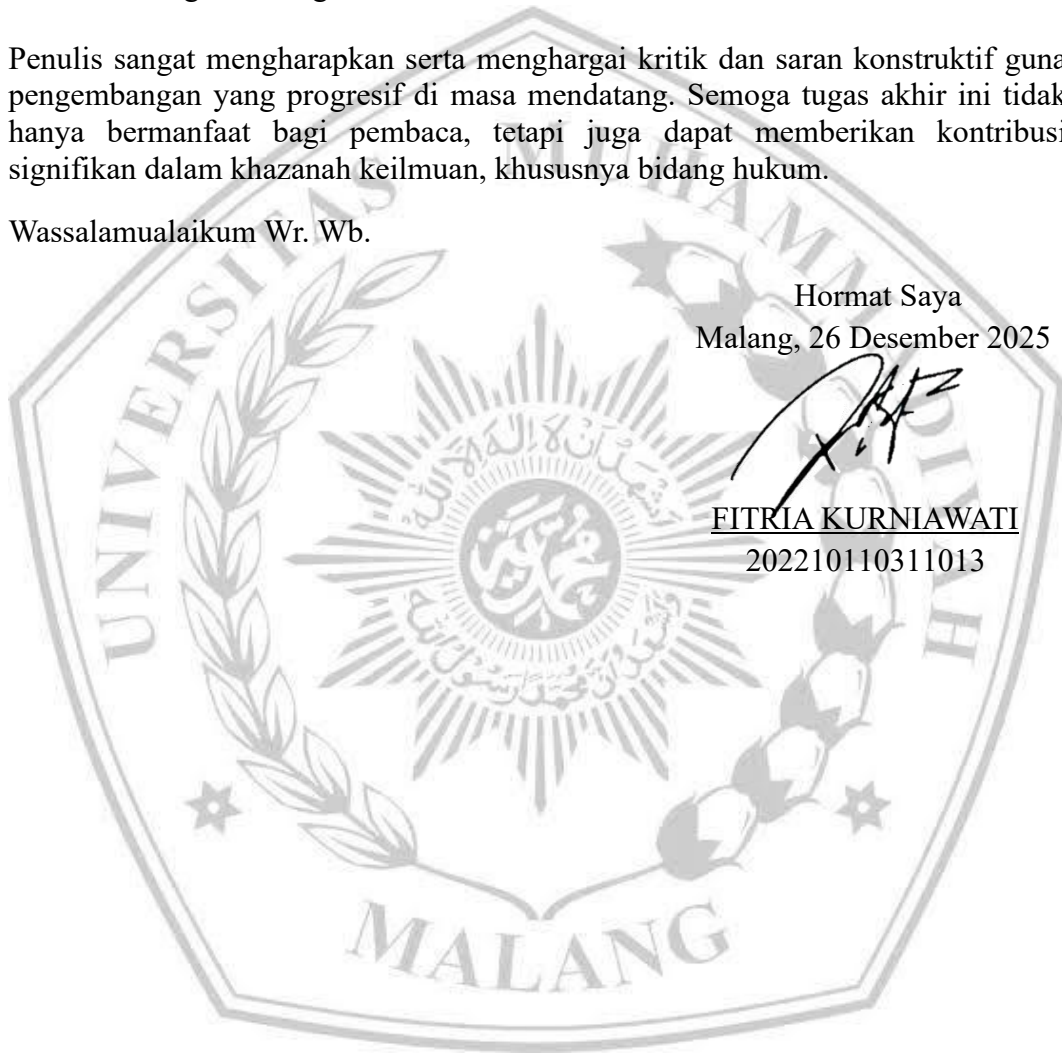 Penulis sangat mengharapkan serta menghargai kritik dan saran konstruktif guna
pengembangan yang progresif di masa mendatang. Semoga tugas akhir ini tidak
hanya bermanfaat bagi pembaca, tetapi juga dapat memberikan kontribusi
signifikan dalam khazanah keilmuan, khususnya bidang hukum.
Wassalamualaikum Wr. Wb.
Hormat Saya
Malang, 26 Desember 2025
FITRIA KURNIAWATI
202210110311013
UNIVERSITAS MUHAMMADIYAH
MALANG